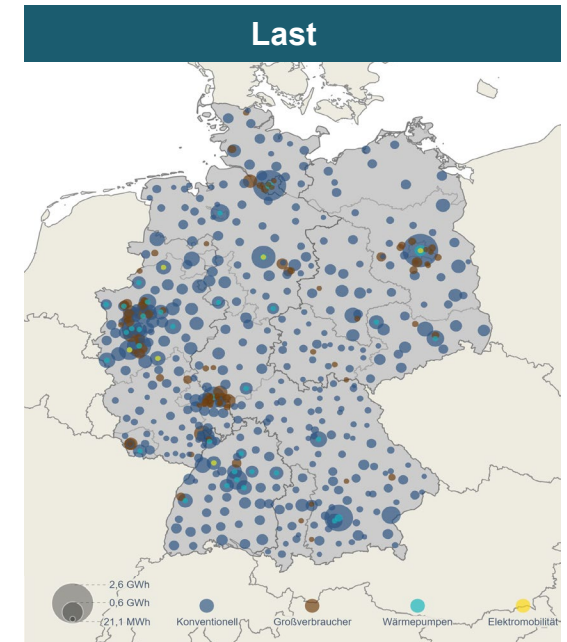 Last
2,6 GWh
0,6 GWh
21,1 MWh
Konventionell
Großverbraucher
Wärmepumpen
Elektromobilität